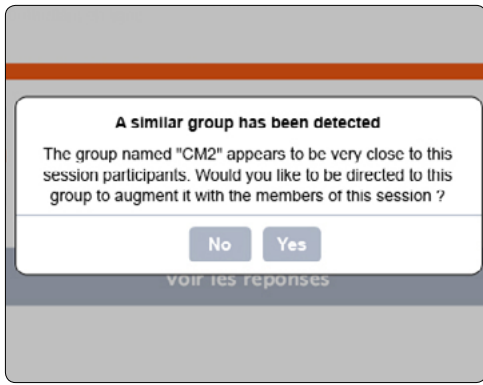 A similar group has been detected
The group named "CM2" appears to be very close to this
session participants. Would you like to be directed to this
group to augment it with the members of this session ?
No Yes
voir les réponses